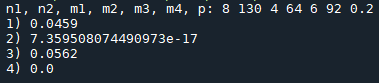 n1, n2, m1, m2, m3, m4, p: 8 130 4 64 6 92 0.2
1) 0.0459
2) 7.359508074490973e-17
3) 0.0562
4) 0.0